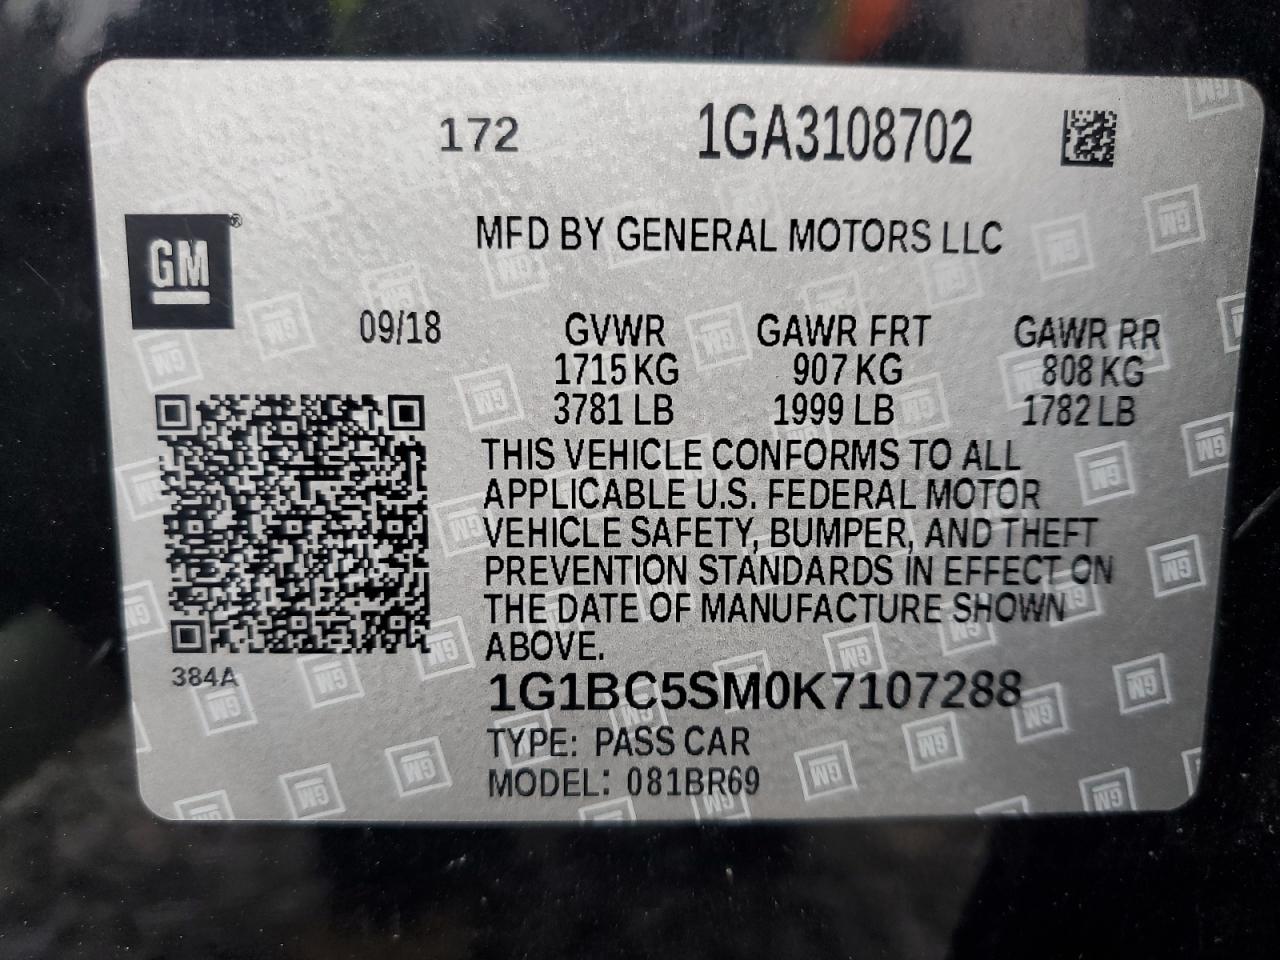 172 1GA3108702
GM®
MFD BY GENERAL MOTORS LLC
09/18 GVWR GAWR FRT GAWR RR
1715 KG 907 KG 808 KG
3781 LB 1999 LB 1782 LB
THIS VEHICLE CONFORMS TO ALL
APPLICABLE U.S. FEDERAL MOTOR
VEHICLE SAFETY, BUMPER, AND THEFT
PREVENTION STANDARDS IN EFFECT ON
THE DATE OF MANUFACTURE SHOWN
ABOVE.
384A
1G1BC5SM0K7107288
TYPE: PASS CAR
MODEL: 081BR69